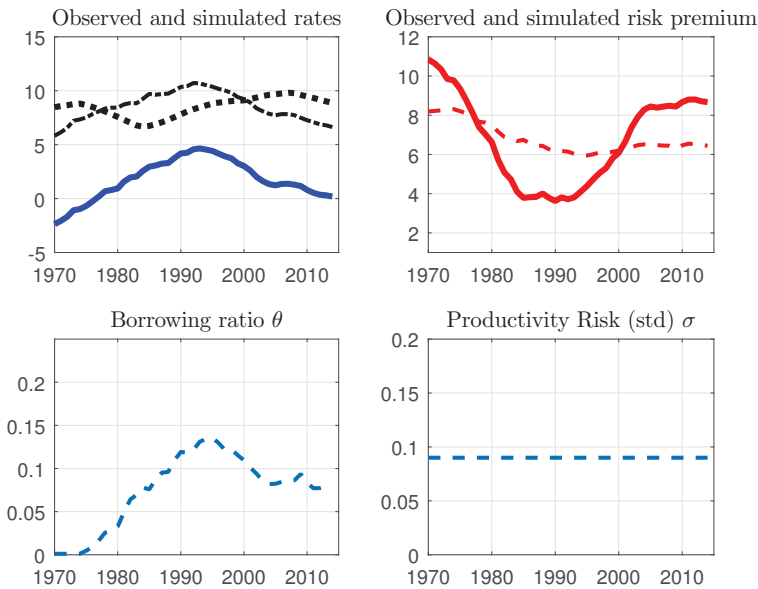 Observed and simulated rates
15
10
5
0
-5
1970 1980 1990 2000 2010
Observed and simulated risk premium
12
10
8
6
4
2
1970 1980 1990 2000 2010
Borrowing ratio θ
0.2
0.15
0.1
0.05
0
1970 1980 1990 2000 2010
Productivity Risk (std) σ
0.2
0.15
0.1
0.05
0
1970 1980 1990 2000 2010